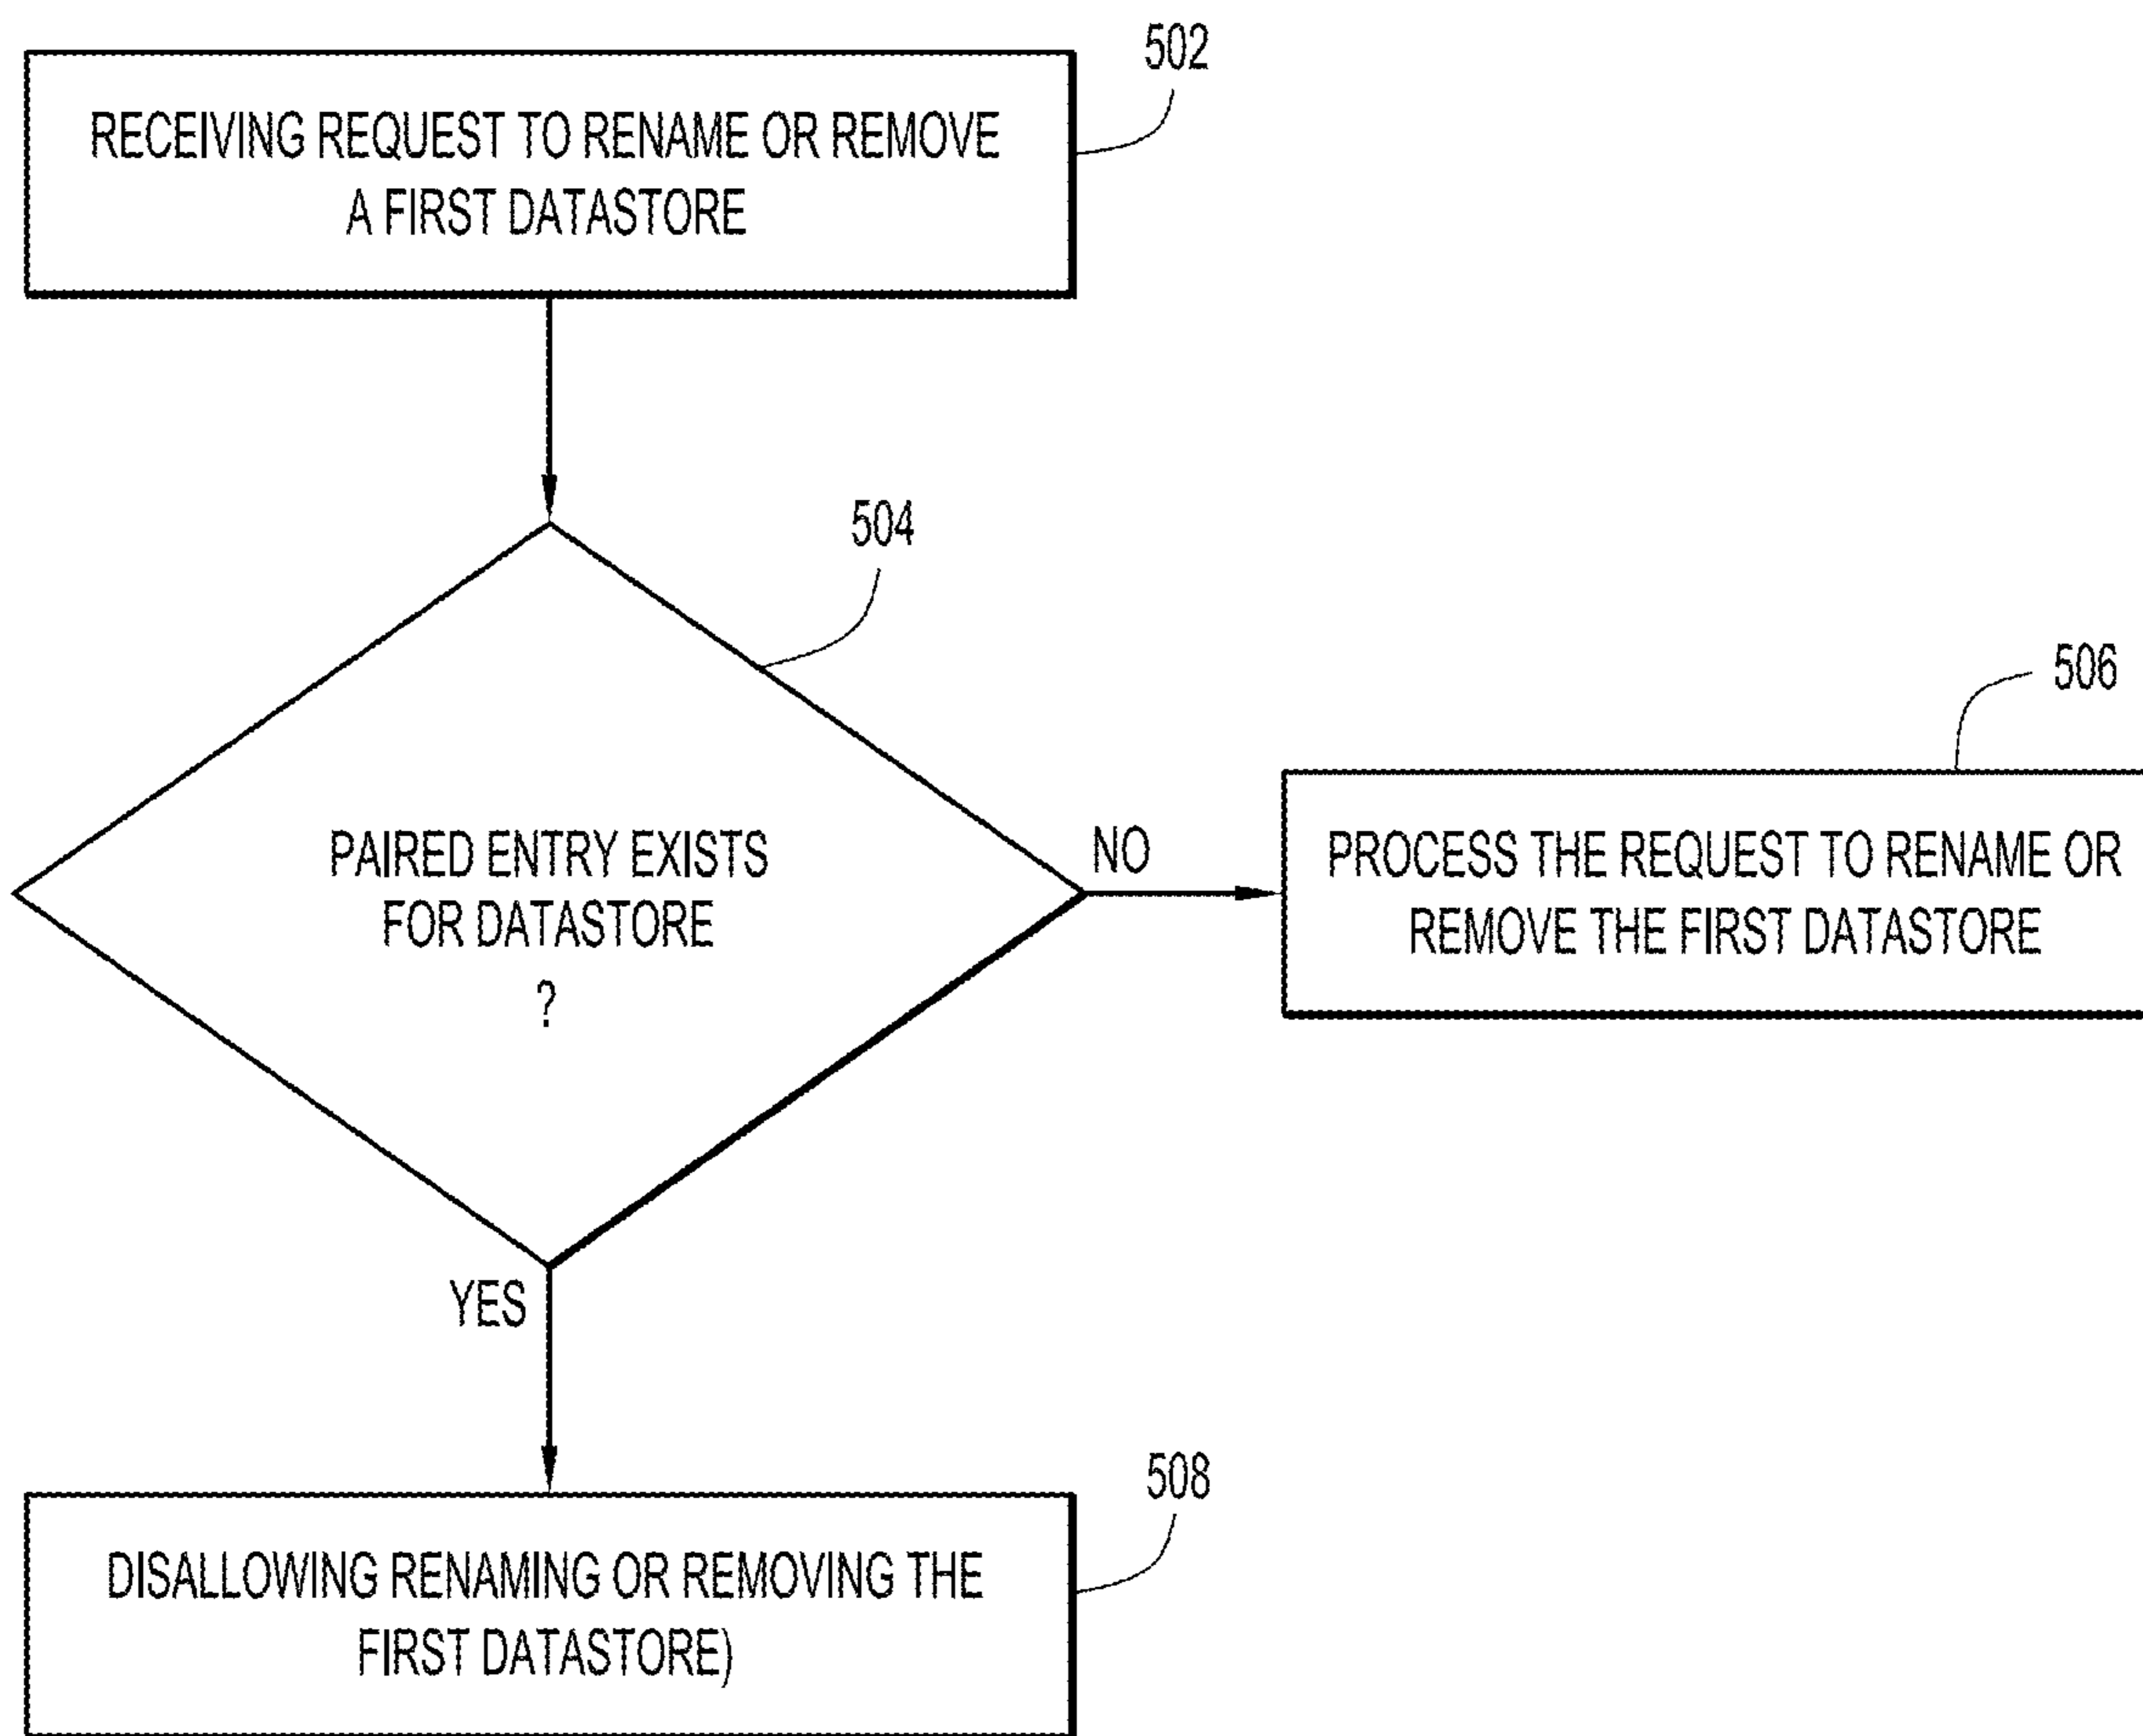 502
RECEIVING REQUEST TO RENAME OR REMOVE
A FIRST DATASTORE
504
PAIRED ENTRY EXISTS
FOR DATASTORE
?
NO
506
PROCESS THE REQUEST TO RENAME OR
REMOVE THE FIRST DATASTORE
YES
508
DISALLOWING RENAMING OR REMOVING THE
FIRST DATASTORE)